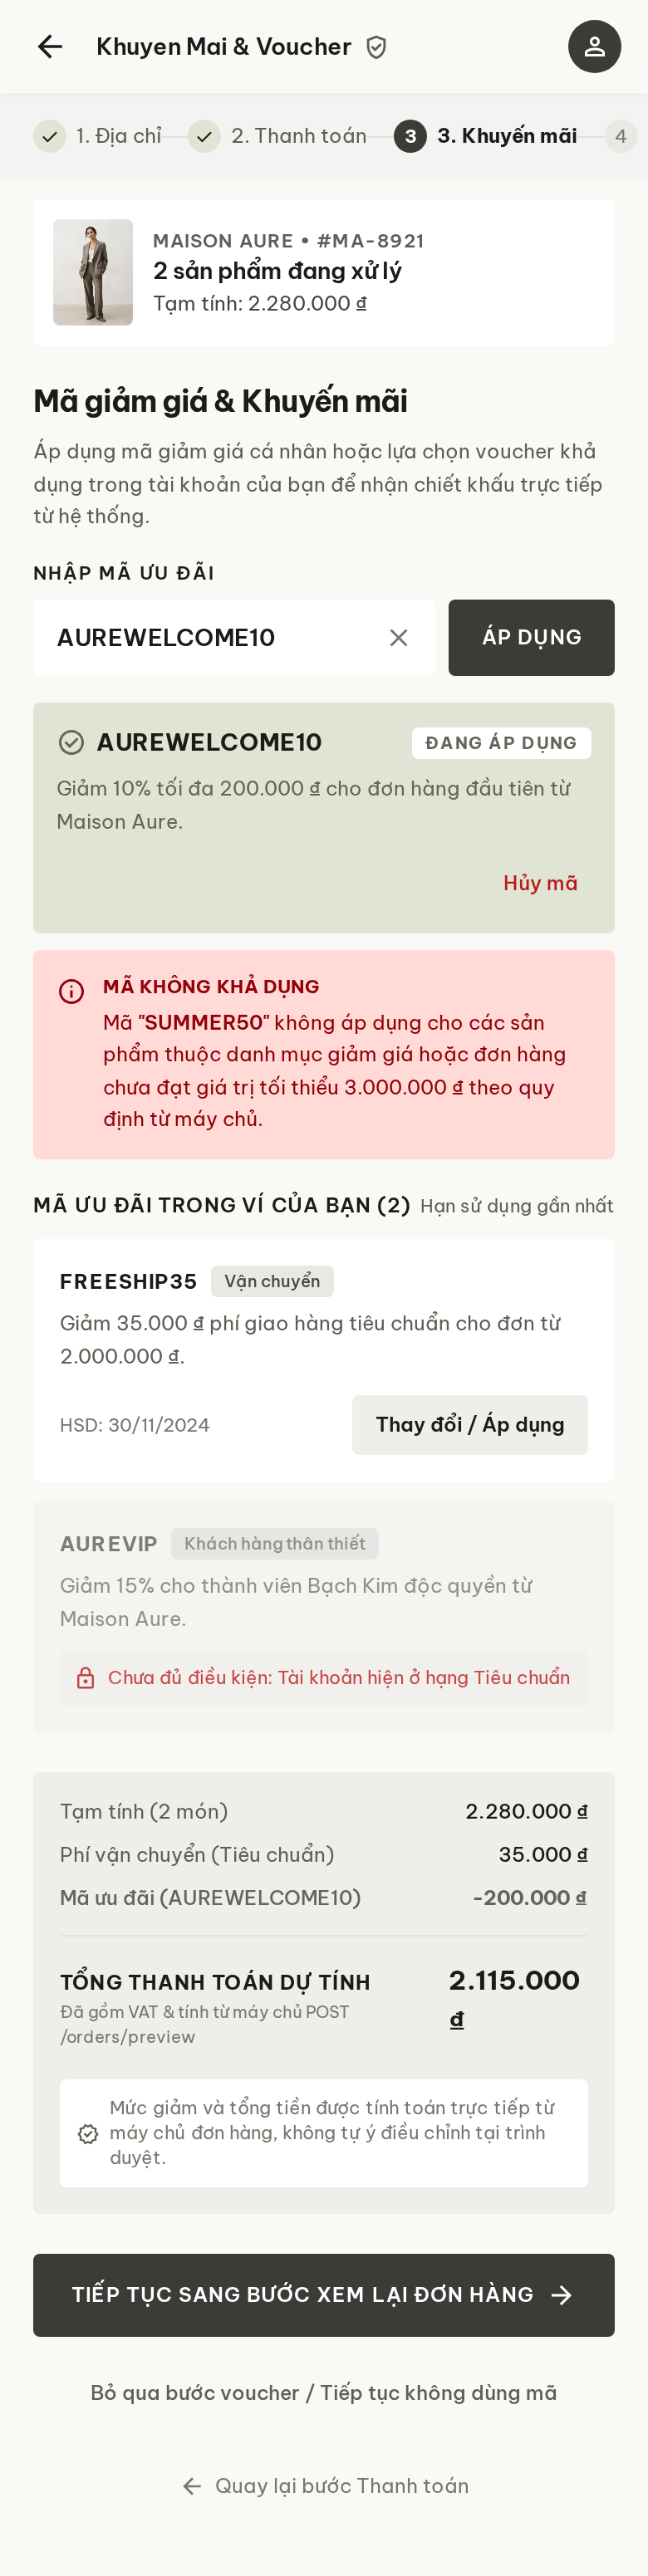 Khuyen Mai & Voucher
1. Địa chỉ
2. Thanh toán
3 3. Khuyến mãi
4
MAISON AURE • #MA-8921
2 sản phẩm đang xử lý
Tạm tính: 2.280.000 ₫
Mã giảm giá & Khuyến mãi
Áp dụng mã giảm giá cá nhân hoặc lựa chọn voucher khả
dụng trong tài khoản của bạn để nhận chiết khấu trực tiếp
từ hệ thống.
NHẬP MÃ ƯU ĐÃI
AUREWELCOME10
ÁP DỤNG
AUREWELCOME10
ĐANG ÁP DỤNG
Giảm 10% tối đa 200.000 ₫ cho đơn hàng đầu tiên từ
Maison Aure.
Hủy mã
MÃ KHÔNG KHẢ DỤNG
Mã "SUMMER50" không áp dụng cho các sản
phẩm thuộc danh mục giảm giá hoặc đơn hàng
chưa đạt giá trị tối thiểu 3.000.000 ₫ theo quy
định từ máy chủ.
MÃ ƯU ĐÃI TRONG VÍ CỦA BẠN (2)
Hạn sử dụng gần nhất
FREESHIP35
Vận chuyển
Giảm 35.000 ₫ phí giao hàng tiêu chuẩn cho đơn từ
2.000.000 ₫.
HSD: 30/11/2024
Thay đổi / Áp dụng
AUREVIP
Khách hàng thân thiết
Giảm 15% cho thành viên Bạch Kim độc quyền từ
Maison Aure.
Chưa đủ điều kiện: Tài khoản hiện ở hạng Tiêu chuẩn
Tạm tính (2 món)
2.280.000 ₫
Phí vận chuyển (Tiêu chuẩn)
35.000 ₫
Mã ưu đãi (AUREWELCOME10)
-200.000 ₫
TỔNG THANH TOÁN DỰ TÍNH
2.115.000
₫
Đã gồm VAT & tính từ máy chủ POST
/orders/preview
Mức giảm và tổng tiền được tính toán trực tiếp từ
máy chủ đơn hàng, không tự ý điều chỉnh tại trình
duyệt.
TIẾP TỤC SANG BƯỚC XEM LẠI ĐƠN HÀNG
Bỏ qua bước voucher / Tiếp tục không dùng mã
Quay lại bước Thanh toán